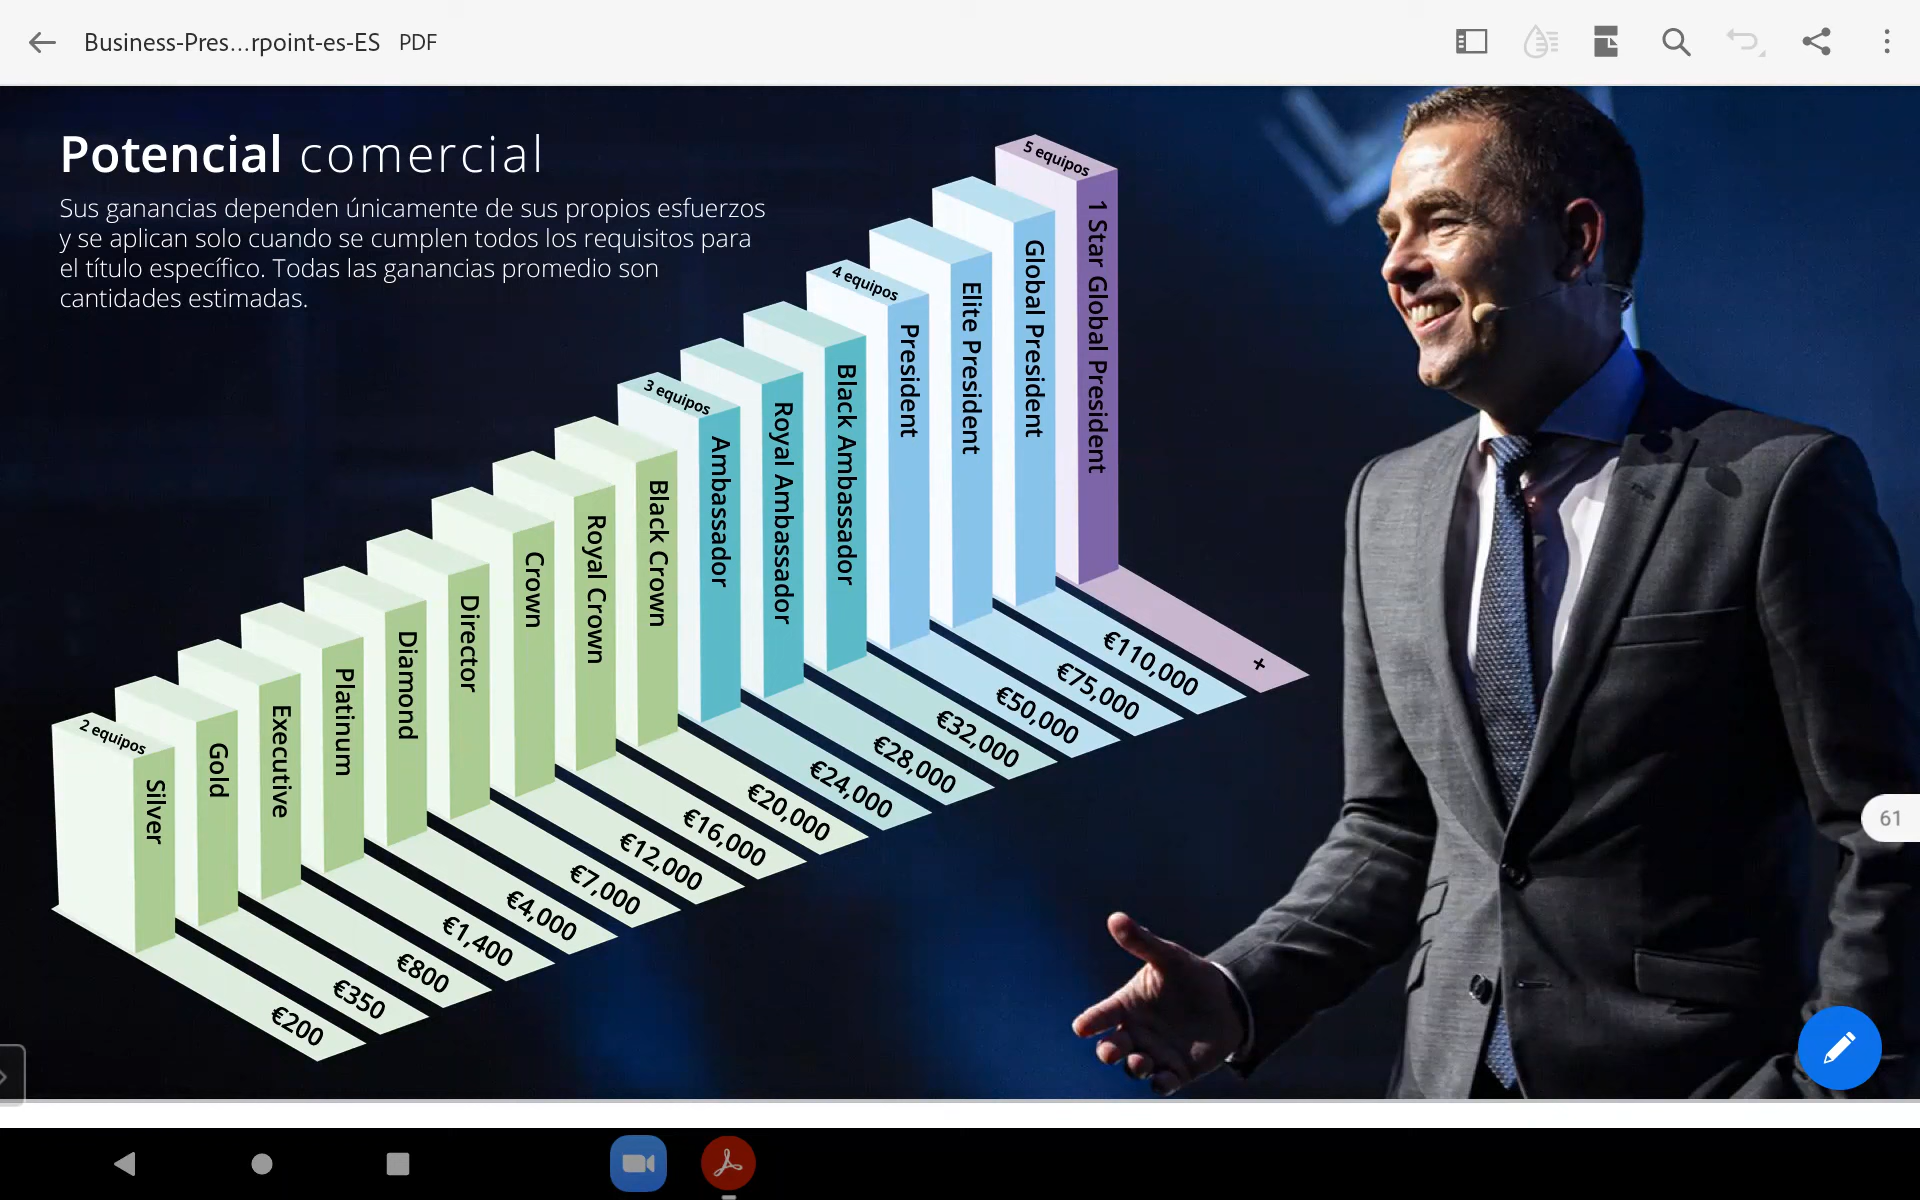 Business-Pres...rpoint-es-ES PDF
Potencial comercial
Sus ganancias dependen únicamente de sus propios esfuerzos
y se aplican solo cuando se cumplen todos los requisitos para
el título específico. Todas las ganancias promedio son
cantidades estimadas.
2 equipos
Silver
Gold
Executive
Platinum
Diamond
Director
Crown
Royal Crown
Black Crown
3 equipos
Ambassador
Royal Ambassador
Black Ambassador
4 equipos
President
Elite President
Global President
5 equipos
1 Star Global President
€200
€350
€800
€1,400
€4,000
€7,000
€12,000
€16,000
€20,000
€24,000
€28,000
€32,000
€50,000
€75,000
€110,000
+
61